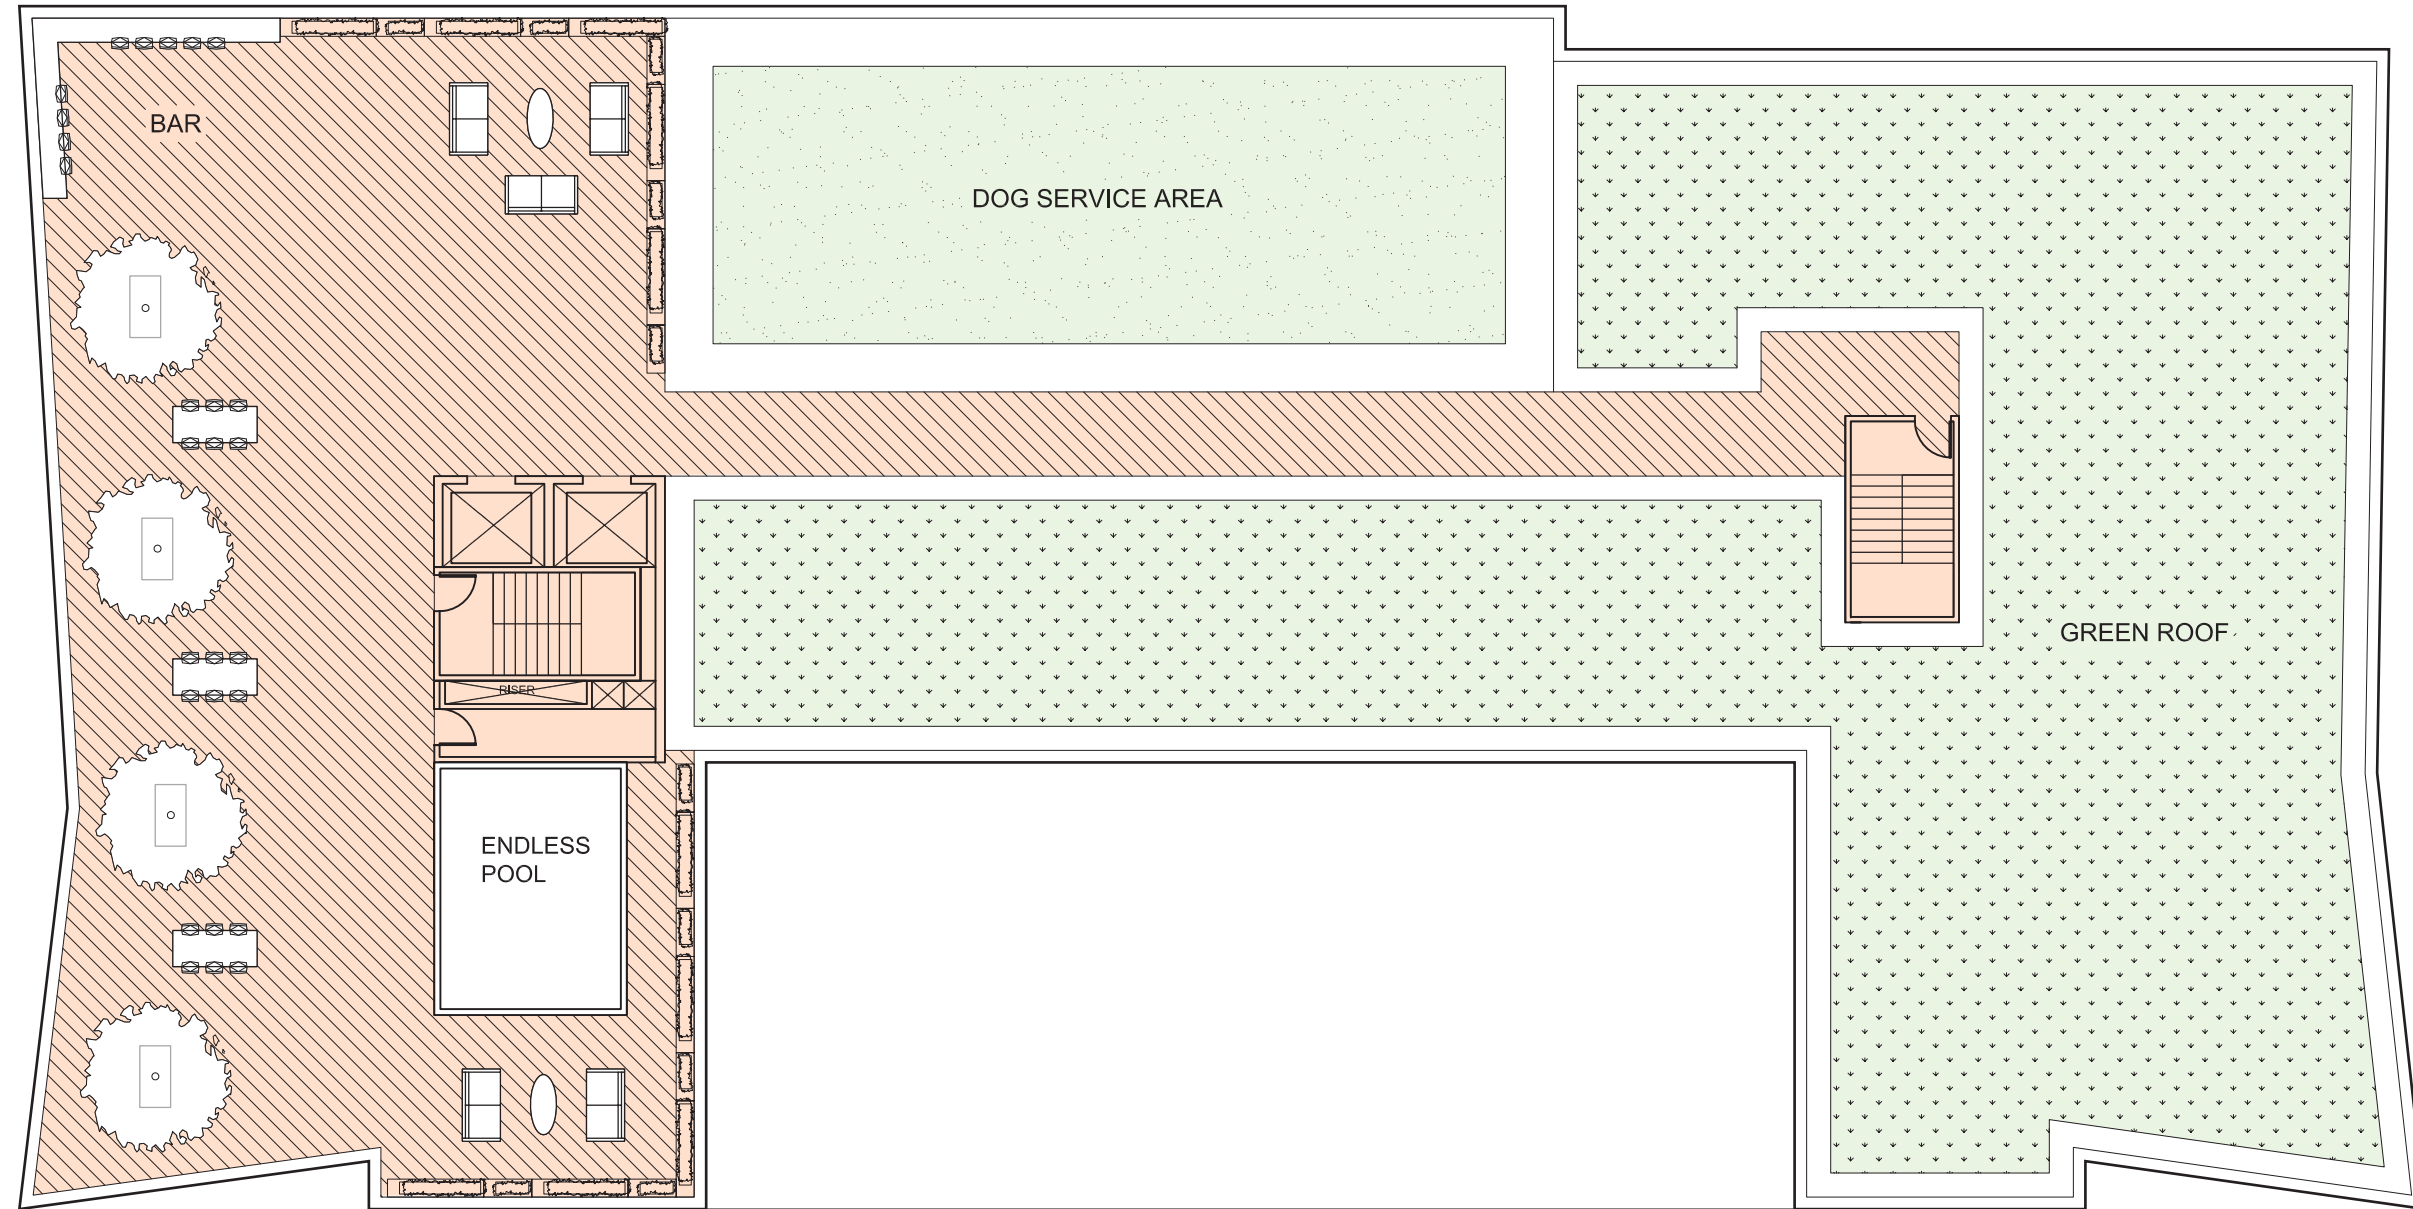 BAR
DOG SERVICE AREA
GREEN ROOF
RISER
ENDLESS
POOL